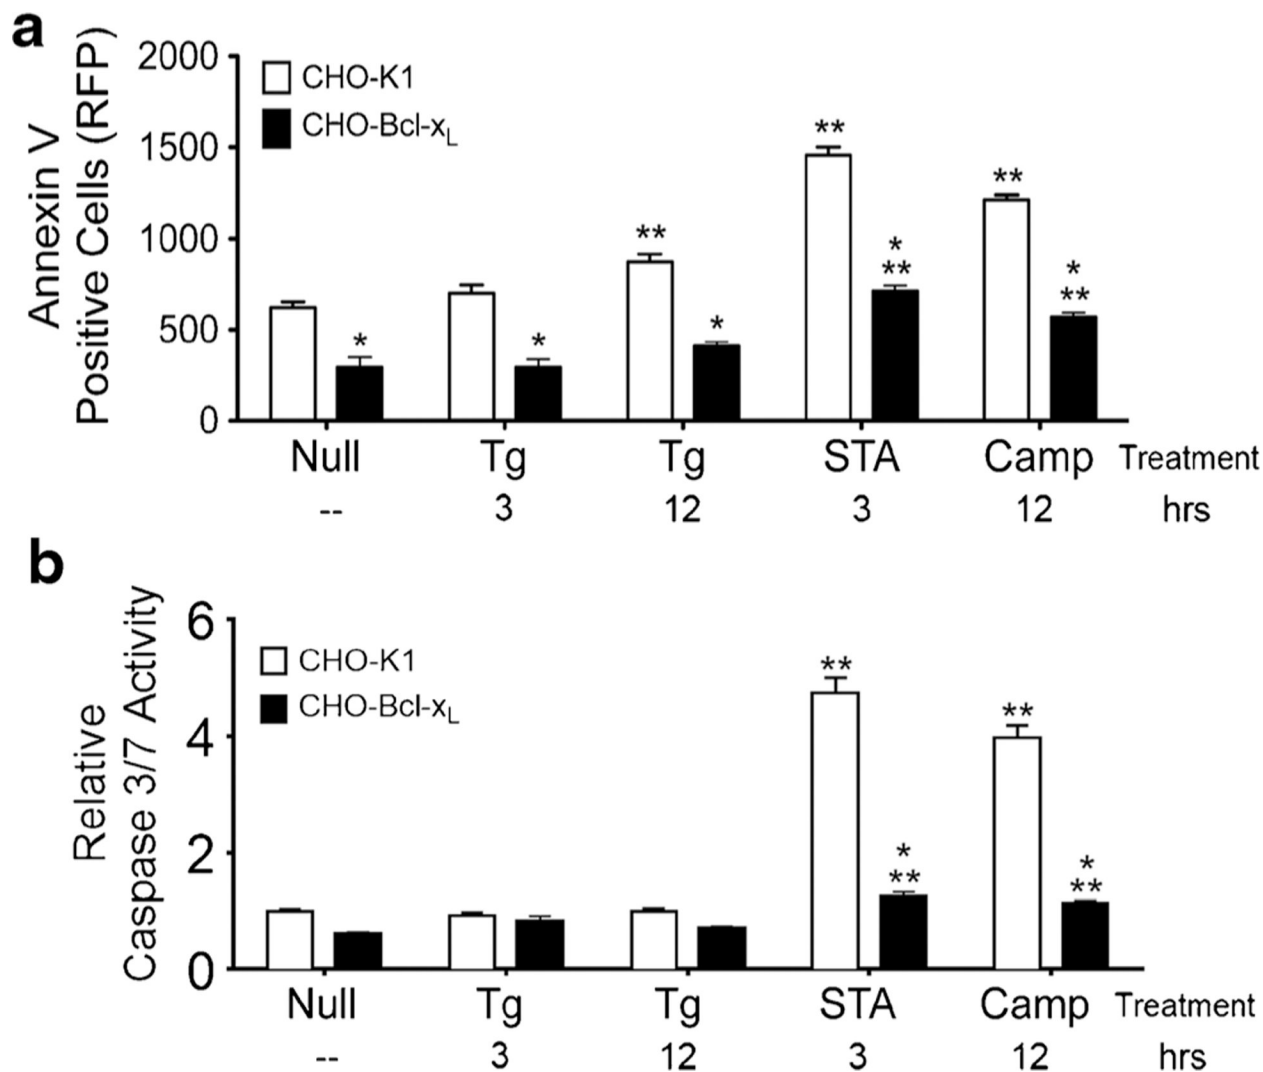 a
Annexin V
Positive Cells (RFP)
2000
1500
1000
500
0
CHO-K1
CHO-Bcl-xL
*
*
**
*
**
*
**
**
*
**
Null Tg Tg STA Camp Treatment
-- 3 12 3 12 hrs
b
Relative
Caspase 3/7 Activity
6
4
2
0
CHO-K1
CHO-Bcl-xL
**
*
**
**
*
**
Null Tg Tg STA Camp Treatment
-- 3 12 3 12 hrs